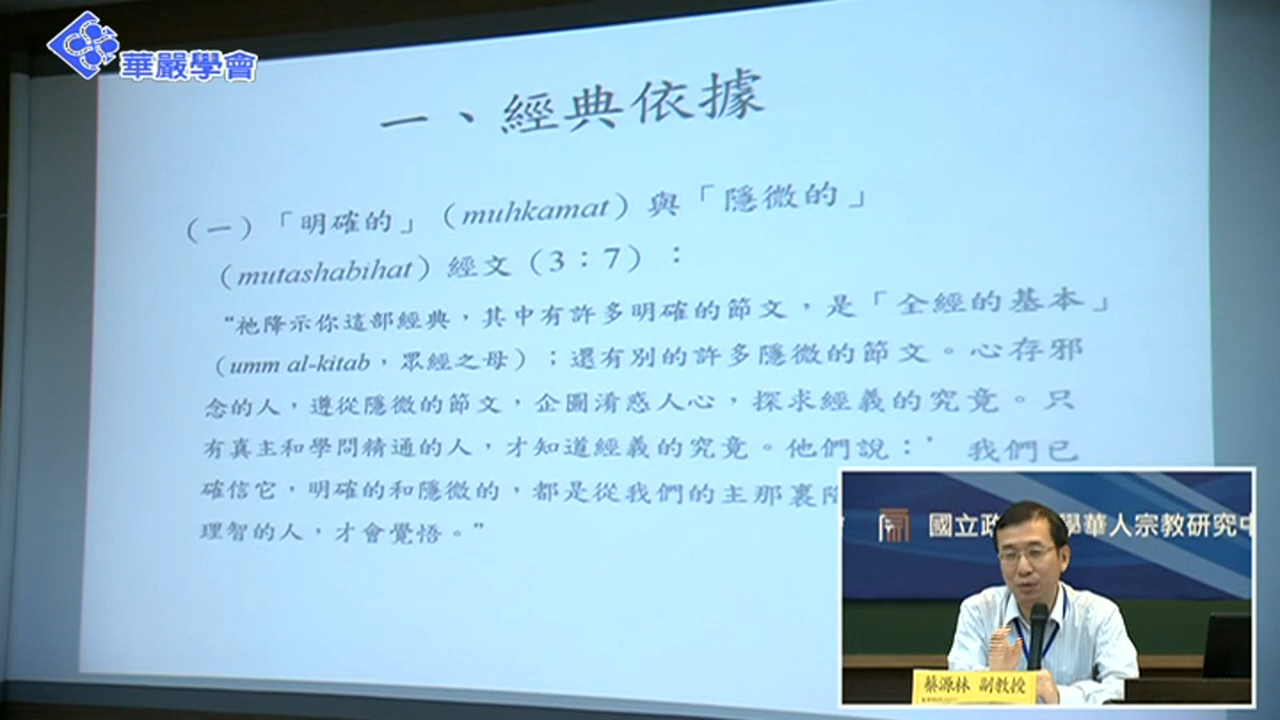 華嚴學會
一、經典依據
（一）「明確的」（muhkamat）與「隱微的」
（mutashabihat）經文（3：7）：
“祂降示你這部經典，其中有許多明確的節文，是「全經的基本」
（umm al-kitab，眾經之母）；還有別的許多隱微的節文。心存邪
念的人，遵從隱微的節文，企圖淆惑人心，探求經義的究竟。只
有真主和學問精通的人，才知道經義的究竟。他們說：’ 我們已
確信它，明確的和隱微的，都是從我們的主那裏
理智的人，才會覺悟。”
國立政 學華人宗教研究中
蔡源林 副教授